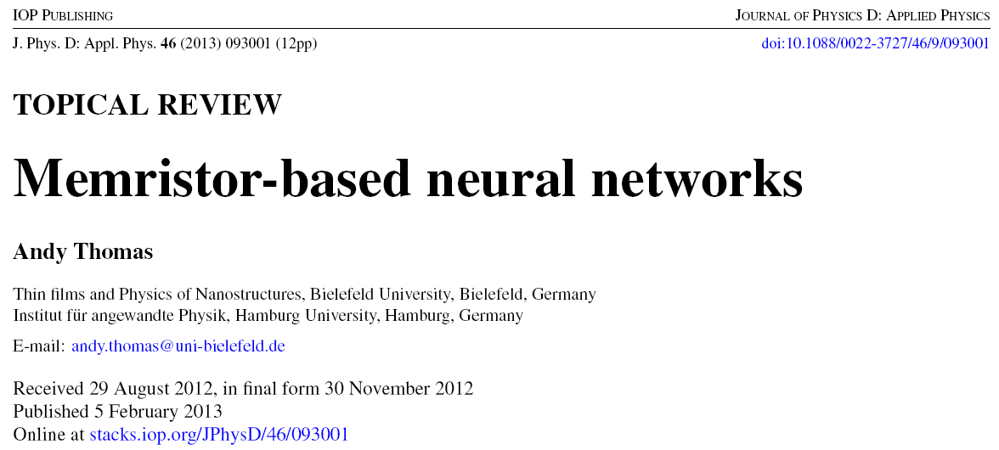 IOP PUBLISHING JOURNAL OF PHYSICS D: APPLIED PHYSICS
J. Phys. D: Appl. Phys. 46 (2013) 093001 (12pp) doi:10.1088/0022-3727/46/9/093001
TOPICAL REVIEW
Memristor-based neural networks
Andy Thomas
Thin films and Physics of Nanostructures, Bielefeld University, Bielefeld, Germany
Institut für angewandte Physik, Hamburg University, Hamburg, Germany
E-mail: andy.thomas@uni-bielefeld.de
Received 29 August 2012, in final form 30 November 2012
Published 5 February 2013
Online at stacks.iop.org/JPhysD/46/093001